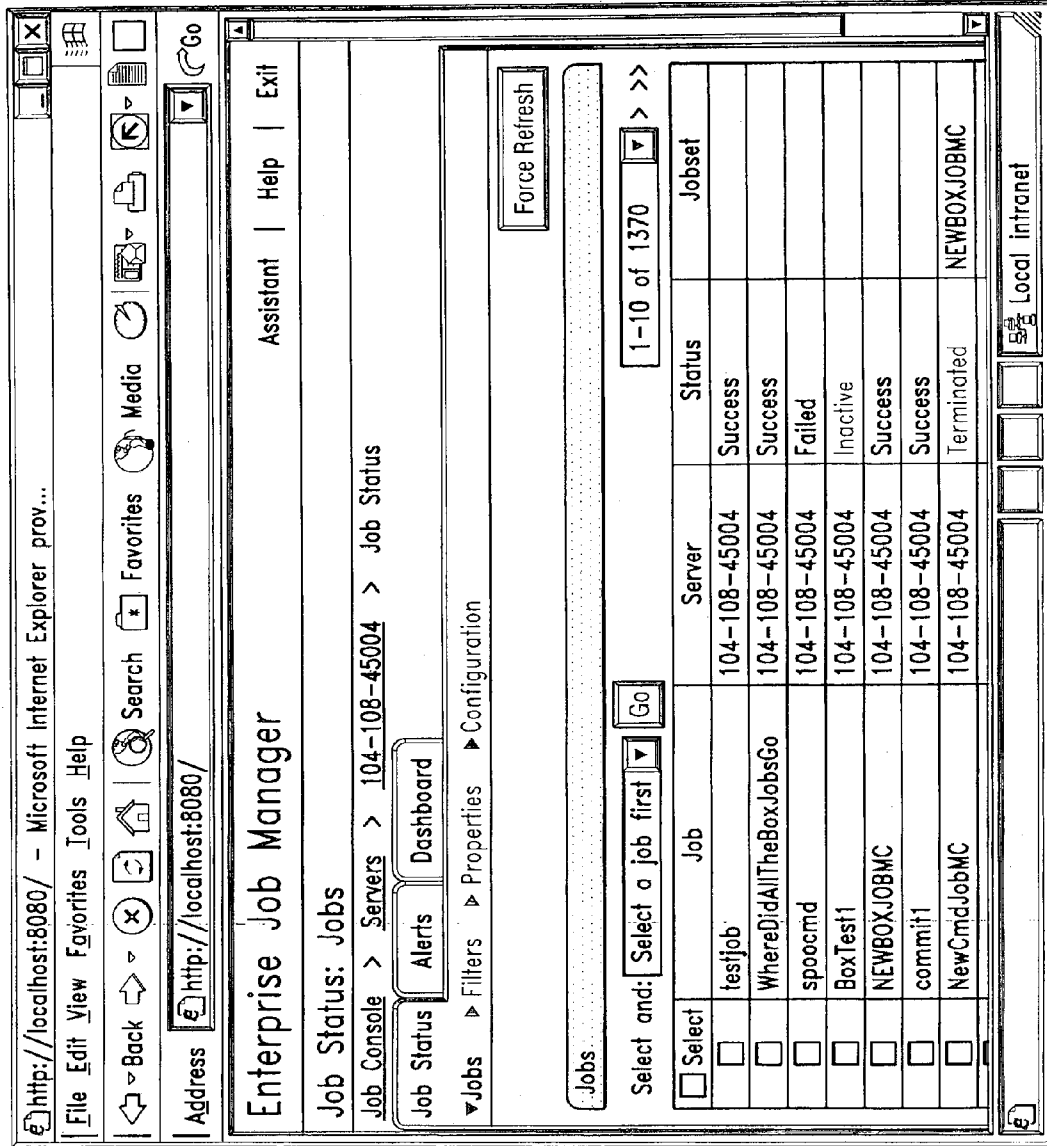 http://localhost:8080/ - Microsoft Internet Explorer prov...
File Edit View Favorites Tools Help
Back Search Favorites Media
Address http://localhost:8080/ Go
Enterprise Job Manager Assistant | Help | Exit
Job Status: Jobs
Job Console > Servers > 104-108-45004 > Job Status
Job Status Alerts Dashboard
Jobs Filters Properties Configuration
Force Refresh
Jobs
Select and: Select a job first Go 1-10 of 1370 > >>
Select Job Server Status Jobset
testjob 104-108-45004 Success
WhereDidAllTheBoxJobsGo 104-108-45004 Success
spoocmd 104-108-45004 Failed
BoxTest1 104-108-45004 Inactive
NEWBOXJOBMC 104-108-45004 Success
commit1 104-108-45004 Success
NewCmdJobMC 104-108-45004 Terminated NEWBOXJOBMC
Local intranet